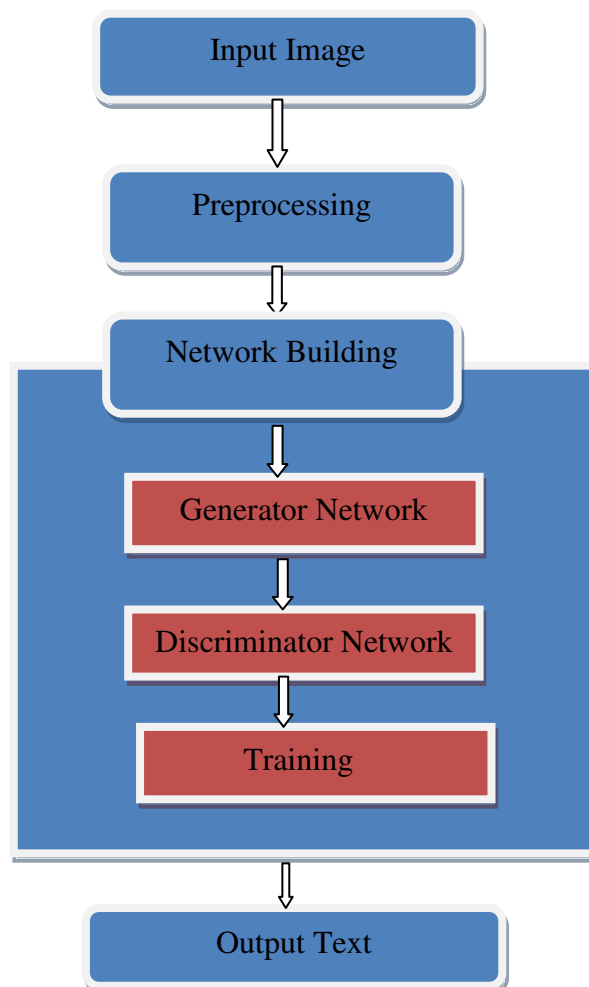 Input Image
Preprocessing
Network Building
Generator Network
Discriminator Network
Training
Output Text